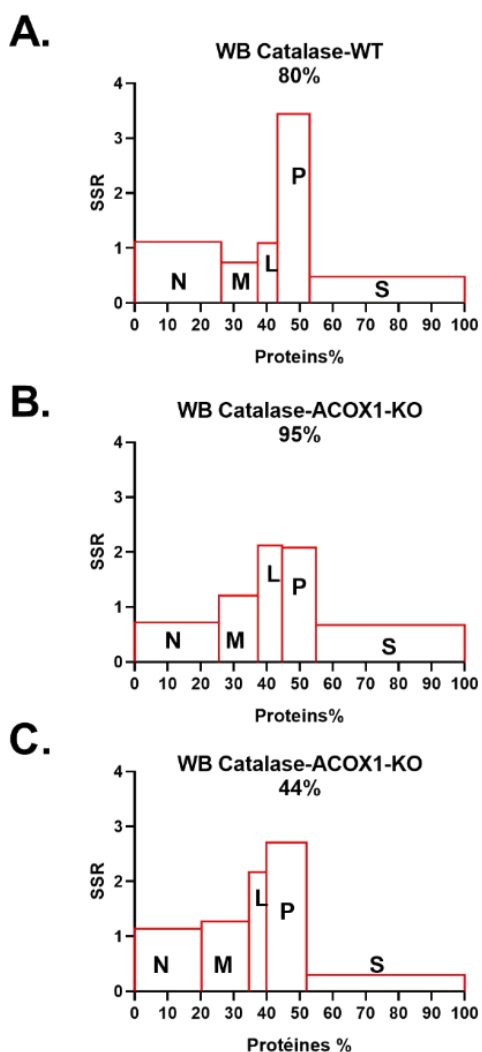 A.
WB Catalase-WT
80%
SSR
4
3
2
1
0
N
M
L
P
S
0 10 20 30 40 50 60 70 80 90 100
Proteins%
B.
WB Catalase-ACOX1-KO
95%
SSR
4
3
2
1
0
N
M
L
P
S
0 10 20 30 40 50 60 70 80 90 100
Proteins%
C.
WB Catalase-ACOX1-KO
44%
SSR
4
3
2
1
0
N
M
L
P
S
0 10 20 30 40 50 60 70 80 90 100
Protéines %